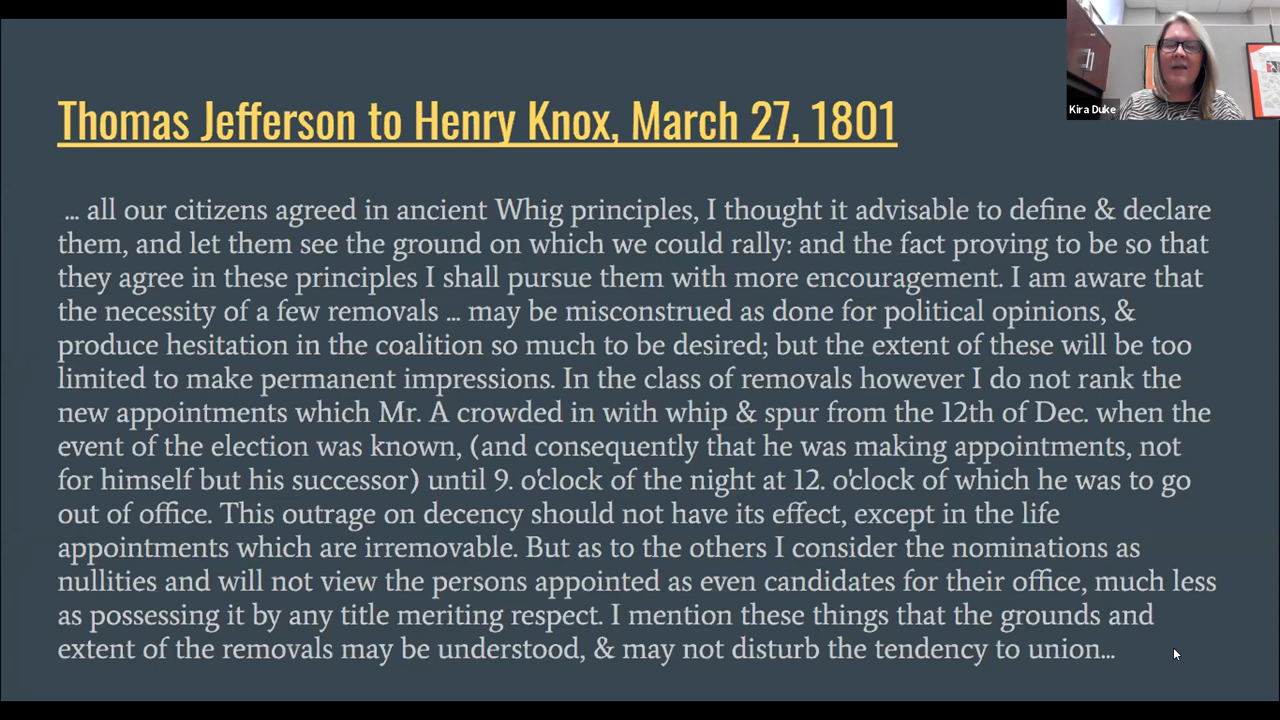 Thomas Jefferson to Henry Knox, March 27, 1801
Kira Duke
... all our citizens agreed in ancient Whig principles, I thought it advisable to define & declare
them, and let them see the ground on which we could rally: and the fact proving to be so that
they agree in these principles I shall pursue them with more encouragement. I am aware that
the necessity of a few removals ... may be misconstrued as done for political opinions, &
produce hesitation in the coalition so much to be desired; but the extent of these will be too
limited to make permanent impressions. In the class of removals however I do not rank the
new appointments which Mr. A crowded in with whip & spur from the 12th of Dec. when the
event of the election was known, (and consequently that he was making appointments, not
for himself but his successor) until 9. o'clock of the night at 12. o'clock of which he was to go
out of office. This outrage on decency should not have its effect, except in the life
appointments which are irremovable. But as to the others I consider the nominations as
nullities and will not view the persons appointed as even candidates for their office, much less
as possessing it by any title meriting respect. I mention these things that the grounds and
extent of the removals may be understood, & may not disturb the tendency to union...